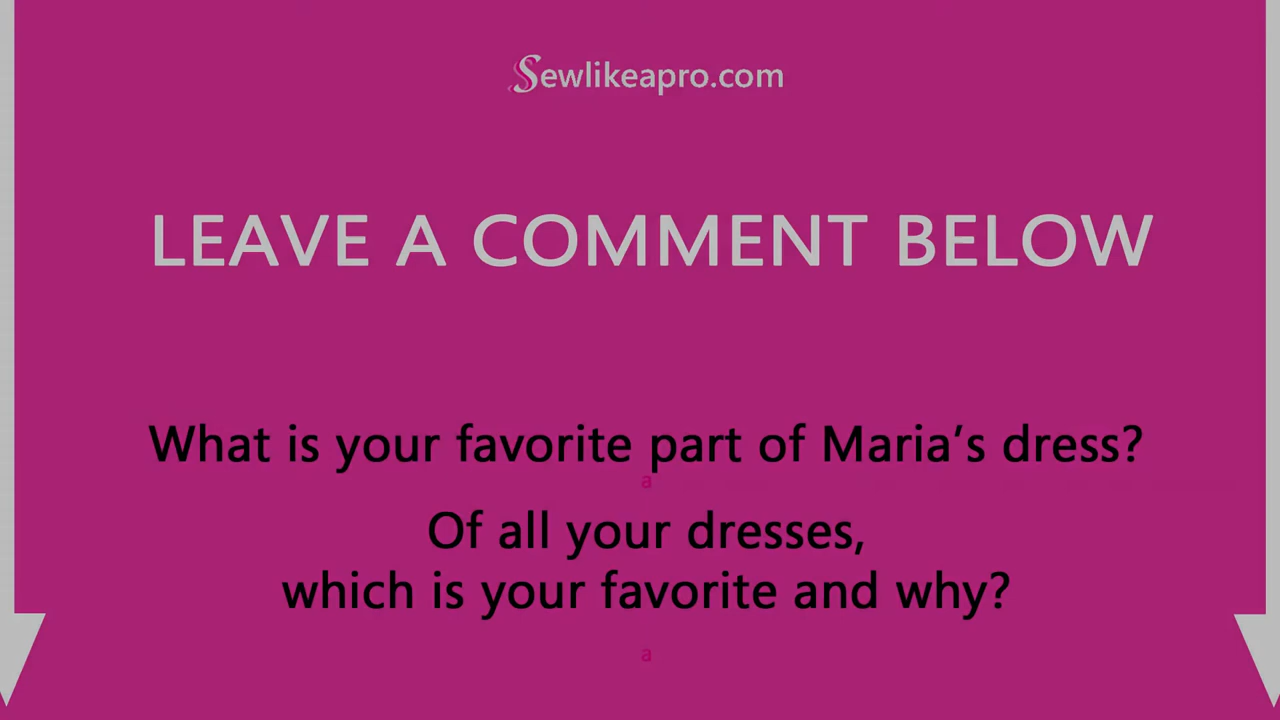 Sewlikeapro.com
LEAVE A COMMENT BELOW
What is your favorite part of Maria’s dress?
a
Of all your dresses,
which is your favorite and why?
a